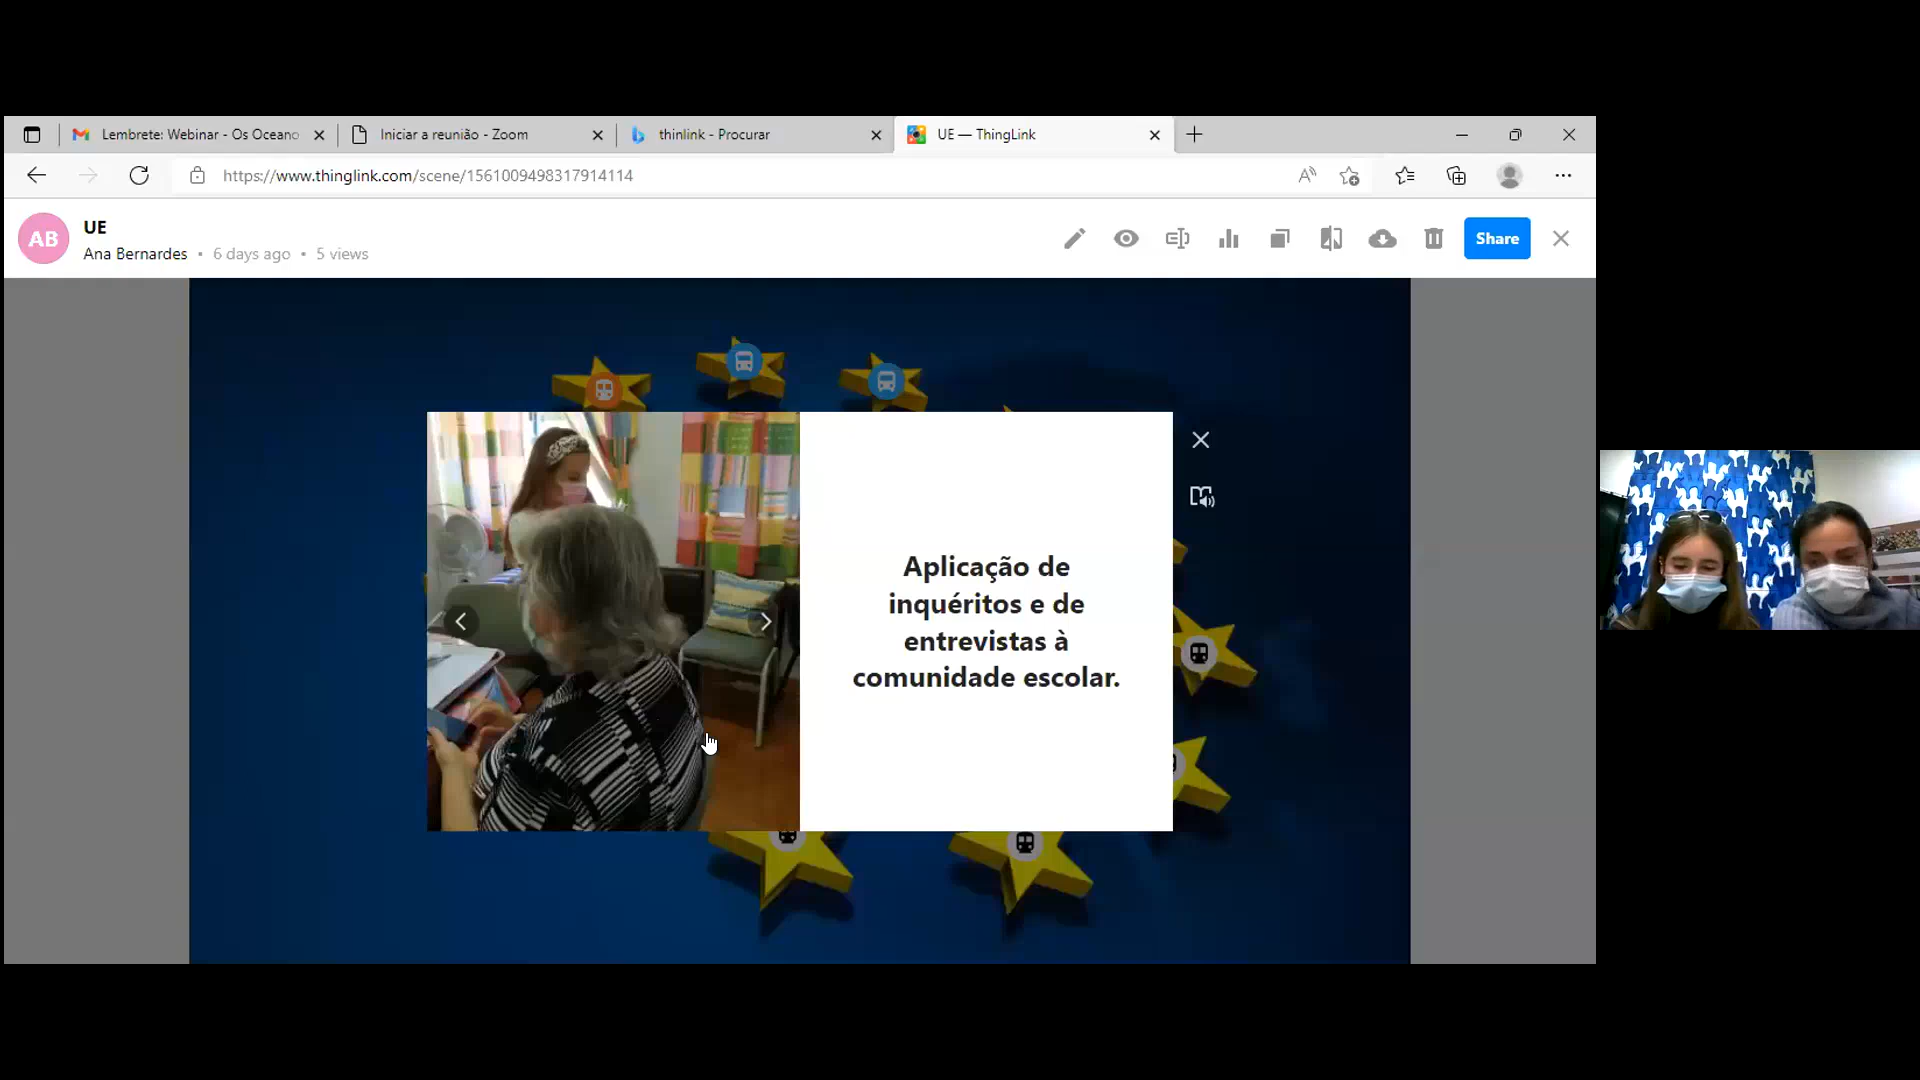 Lembrete: Webinar - Os Oceano
Iniciar a reunião - Zoom
thinlink - Procurar
UE — ThingLink
https://www.thinglink.com/scene/1561009498317914114
AB
UE
Ana Bernardes • 6 days ago • 5 views
Share
Aplicação de
inquéritos e de
entrevistas à
comunidade escolar.